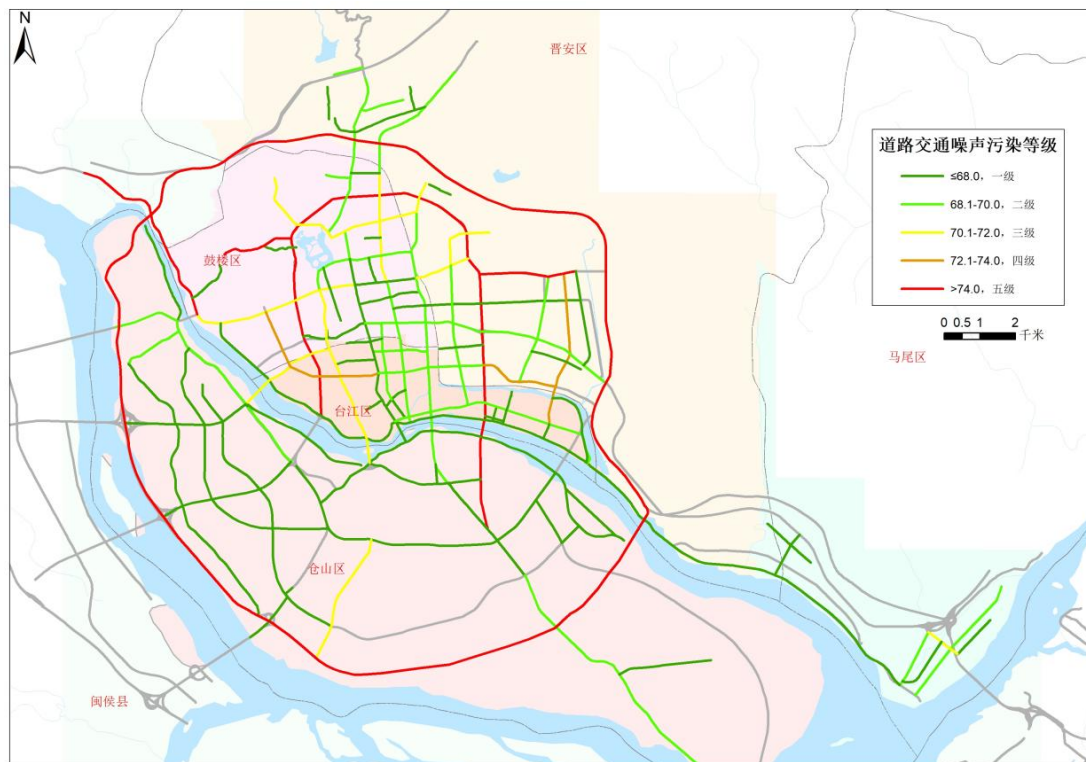 N
晋安区
道路交通噪声污染等级
≤68.0，一级
68.1-70.0，二级
70.1-72.0，三级
72.1-74.0，四级
>74.0，五级
0 0.5 1 2
千米
鼓楼区
马尾区
台江区
仓山区
闽侯县